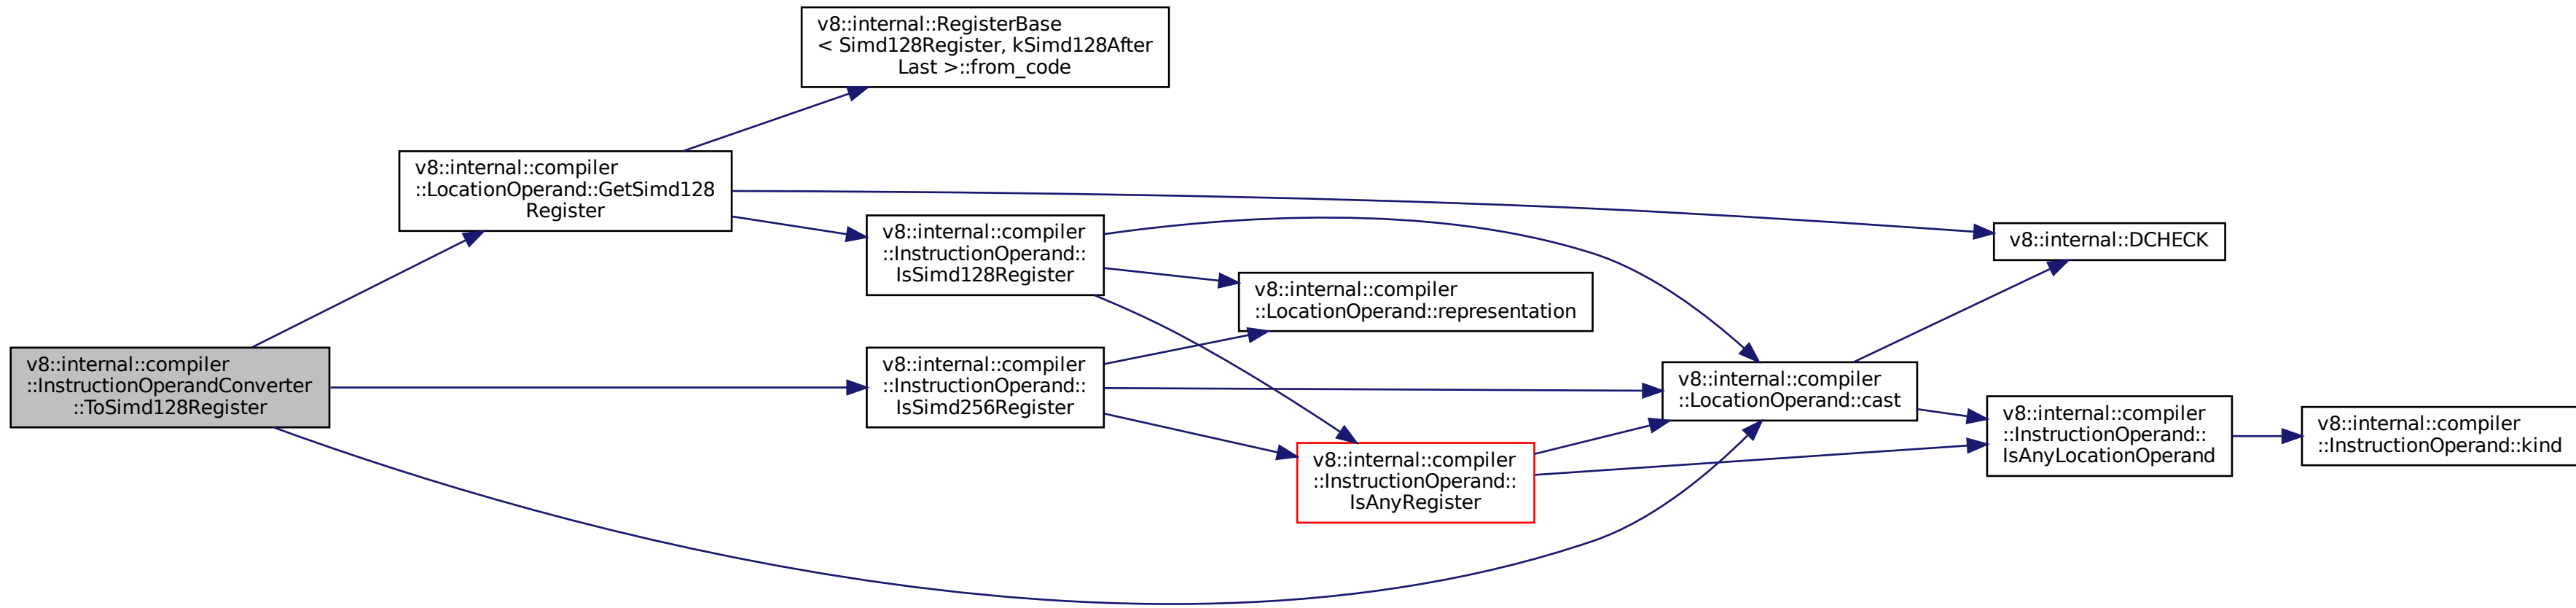 v8::internal::compiler
::InstructionOperandConverter
::ToSimd128Register
v8::internal::compiler
::LocationOperand::GetSimd128
Register
v8::internal::RegisterBase
< Simd128Register, kSimd128After
Last >::from_code
v8::internal::compiler
::InstructionOperand::
IsSimd128Register
v8::internal::compiler
::InstructionOperand::
IsSimd256Register
v8::internal::compiler
::LocationOperand::representation
v8::internal::compiler
::InstructionOperand::
IsAnyRegister
v8::internal::compiler
::LocationOperand::cast
v8::internal::DCHECK
v8::internal::compiler
::InstructionOperand::
IsAnyLocationOperand
v8::internal::compiler
::InstructionOperand::kind